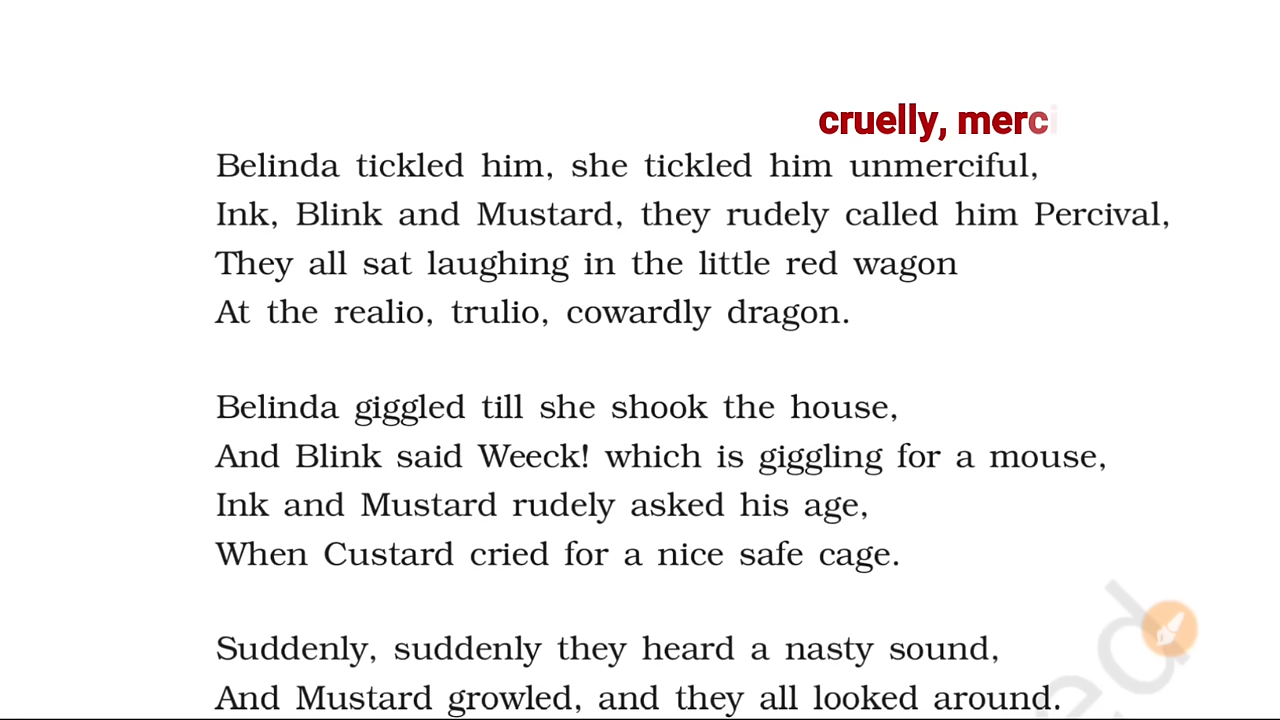 cruelly, merci
Belinda tickled him, she tickled him unmerciful,
Ink, Blink and Mustard, they rudely called him Percival,
They all sat laughing in the little red wagon
At the realio, trulio, cowardly dragon.
Belinda giggled till she shook the house,
And Blink said Weeck! which is giggling for a mouse,
Ink and Mustard rudely asked his age,
When Custard cried for a nice safe cage.
Suddenly, suddenly they heard a nasty sound,
And Mustard growled, and they all looked around.
ed